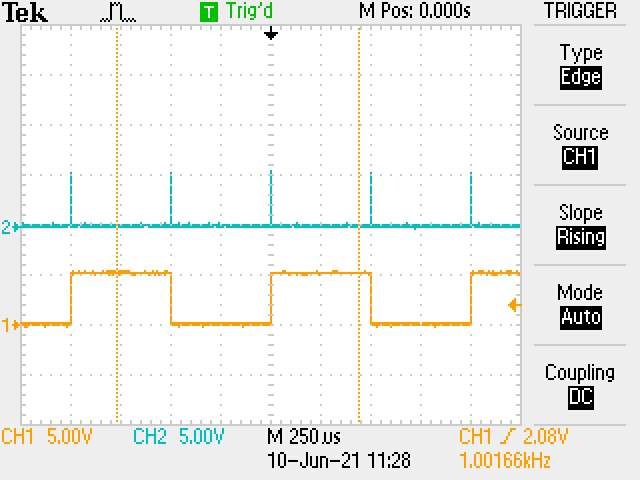 Tek
T Trig'd
M Pos: 0.000s
TRIGGER
Type
Edge
Source
CH1
Slope
Rising
Mode
Auto
Coupling
DC
2
1
CH1 5.00V
CH2 5.00V
M 250µs
CH1 2.08V
10-Jun-21 11:28
1.00166kHz